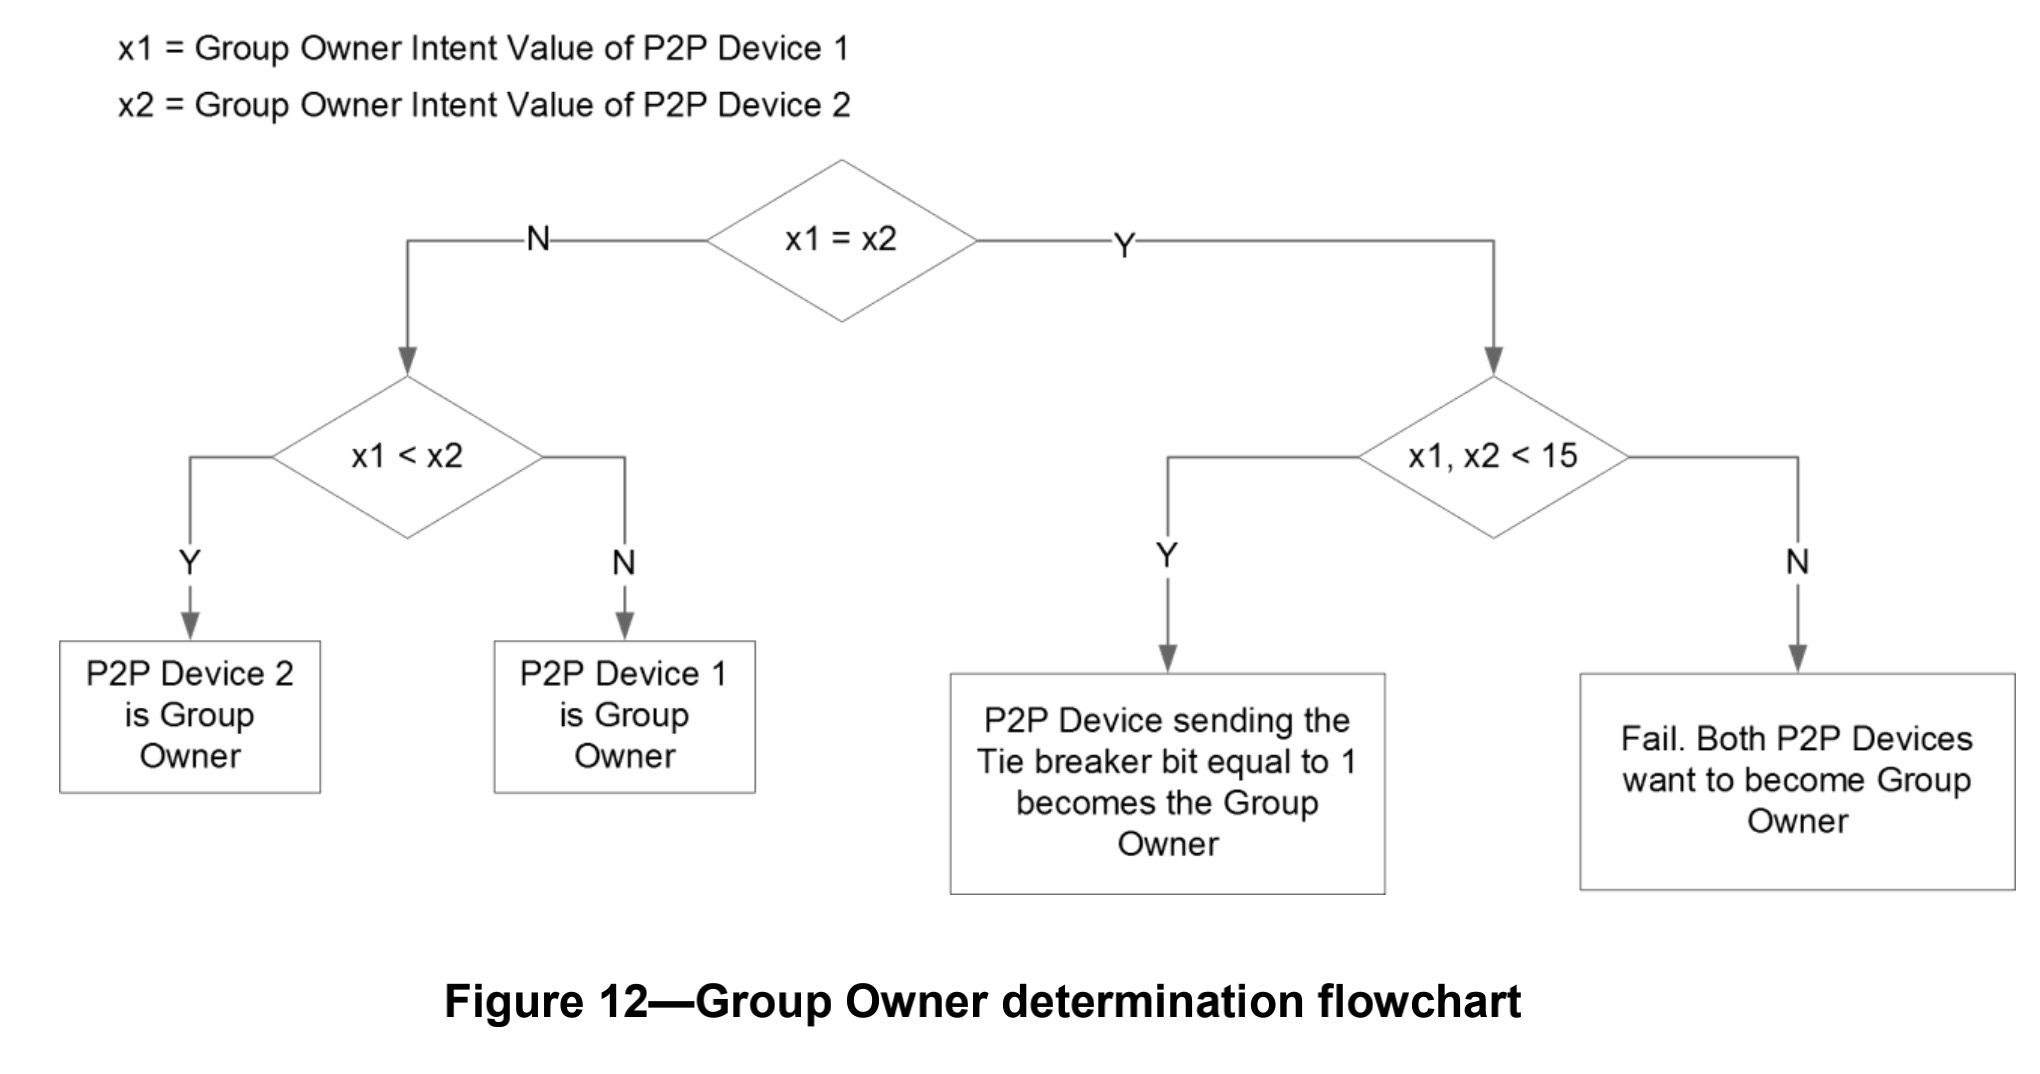 x1 = Group Owner Intent Value of P2P Device 1
x2 = Group Owner Intent Value of P2P Device 2
x1 = x2
N
Y
x1 < x2
x1, x2 < 15
Y
N
Y
N
P2P Device 2
is Group
Owner
P2P Device 1
is Group
Owner
P2P Device sending the
Tie breaker bit equal to 1
becomes the Group
Owner
Fail. Both P2P Devices
want to become Group
Owner
Figure 12—Group Owner determination flowchart